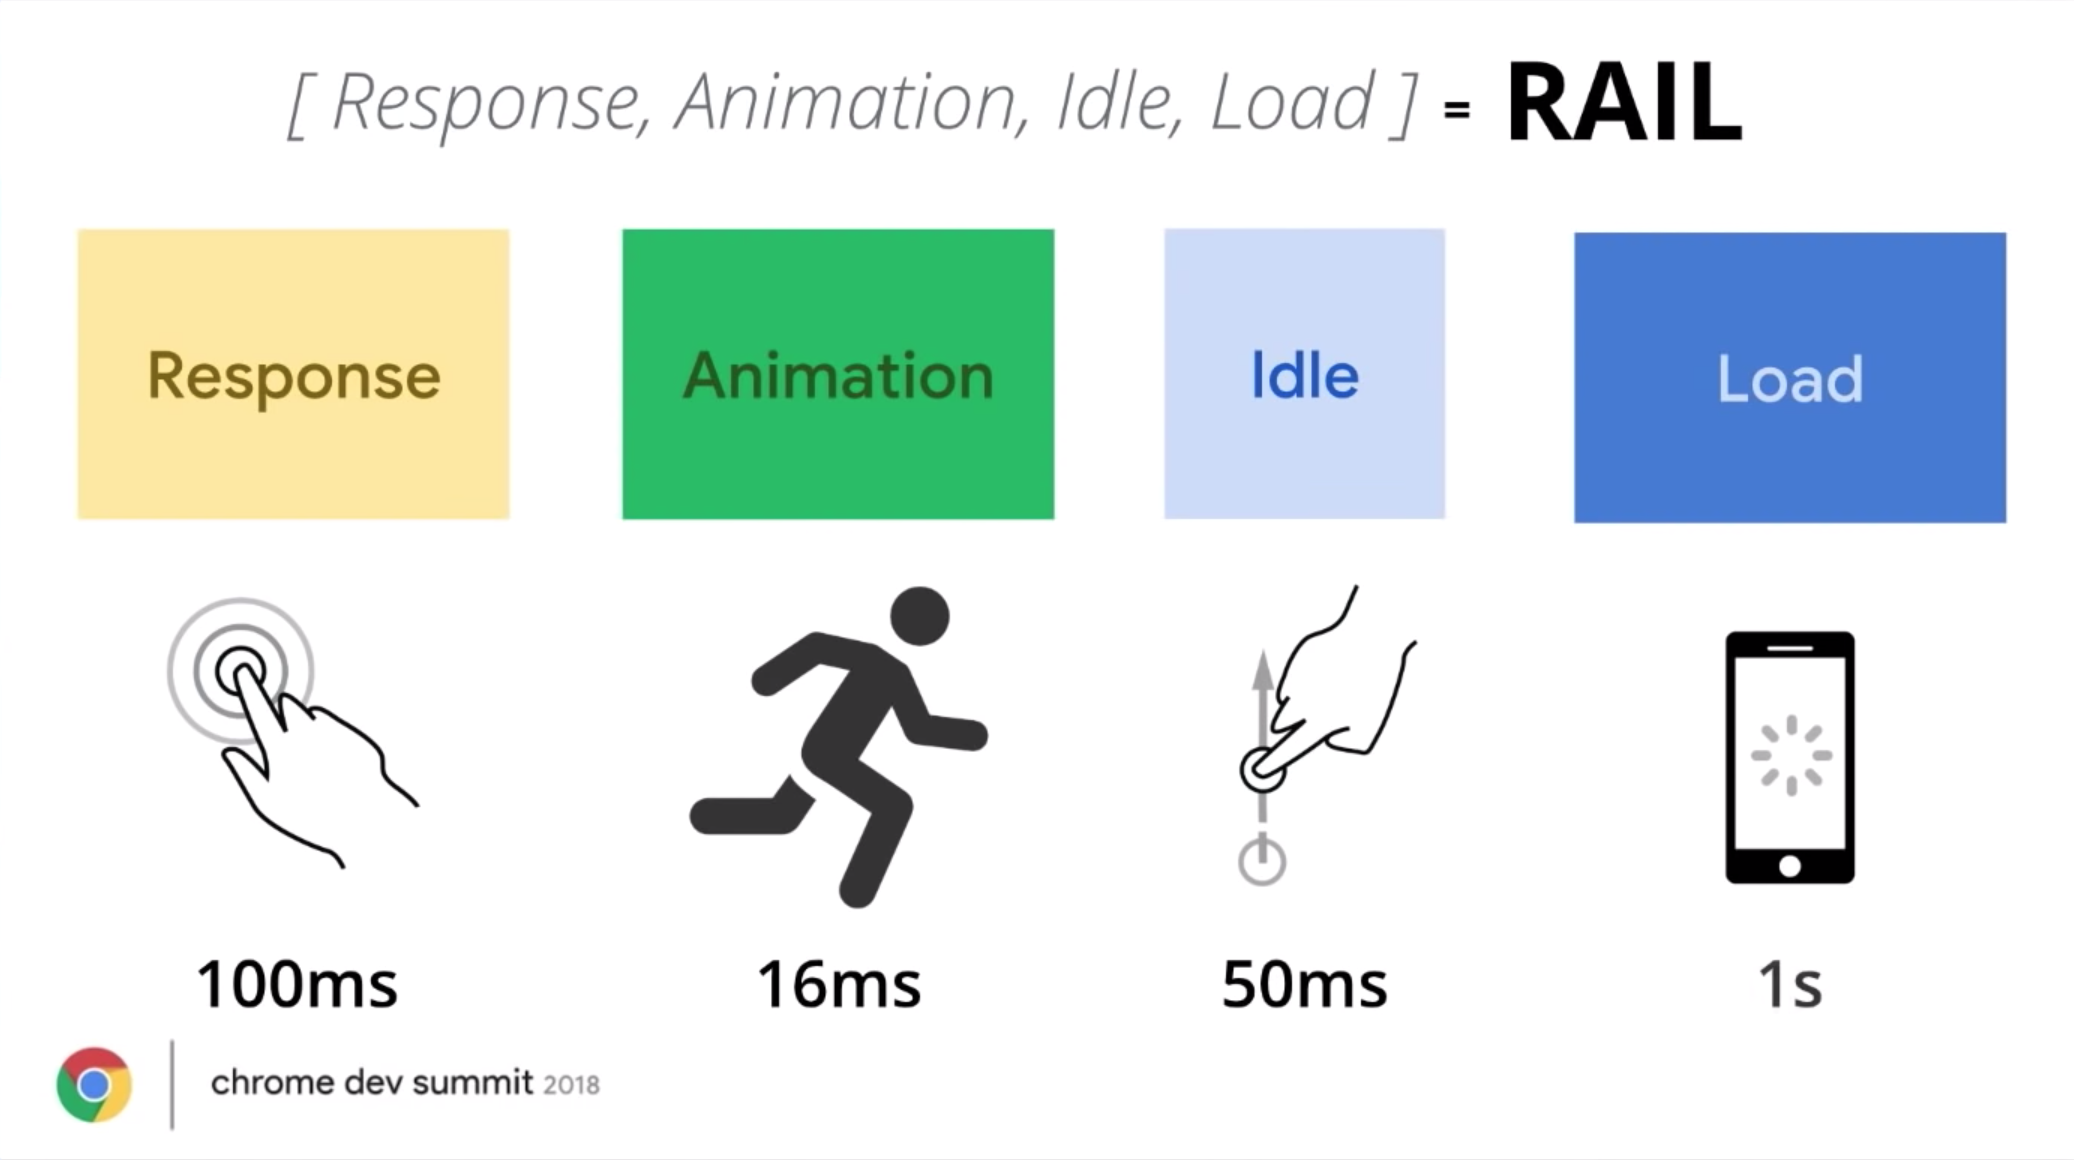 [ Response, Animation, Idle, Load ] = RAIL
Response
Animation
Idle
Load
100ms
16ms
50ms
1s
chrome dev summit 2018